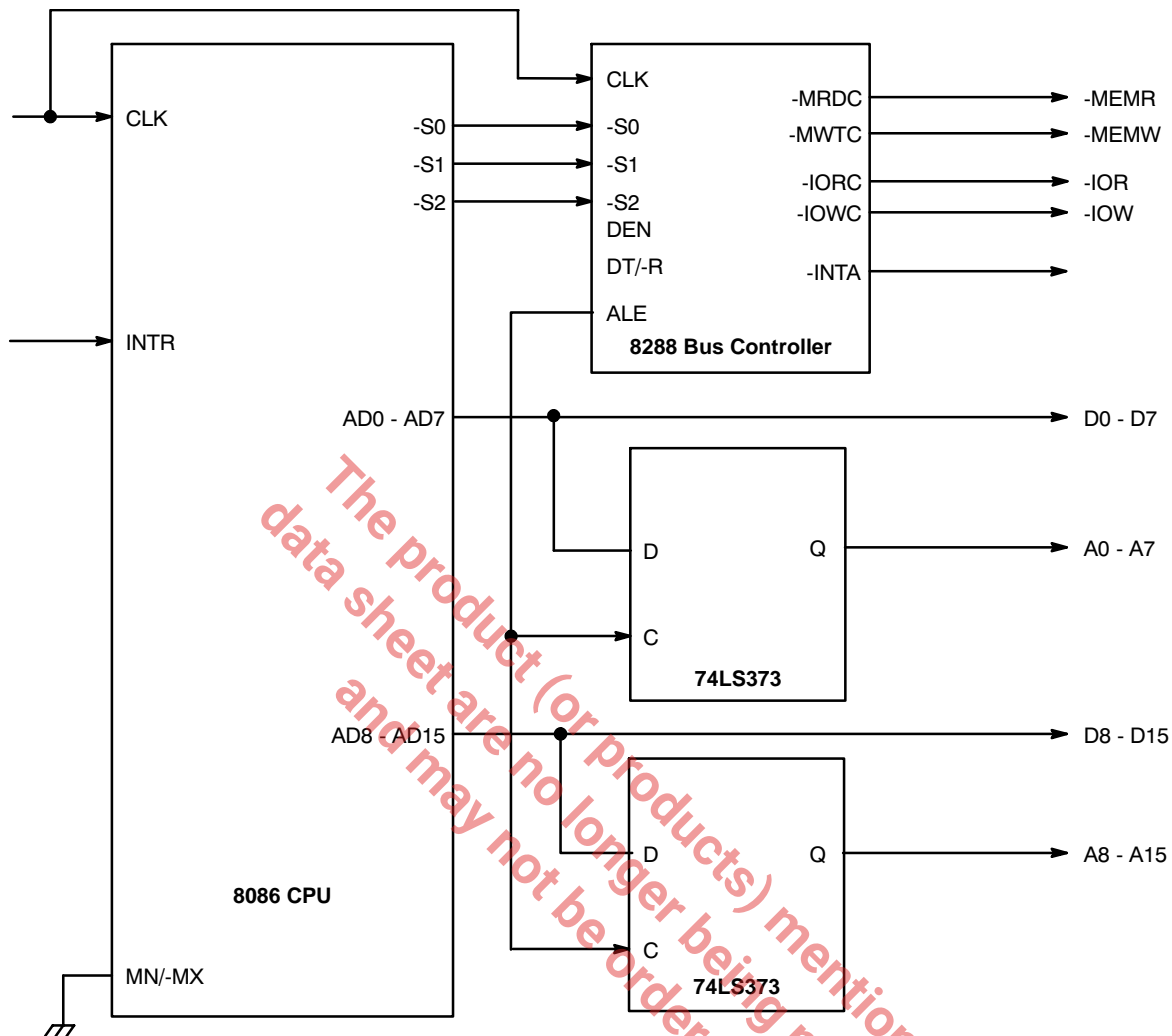 CLK
-S0
-S1
-S2
INTR
AD0 - AD7
AD8 - AD15
8086 CPU
MN/-MX
CLK
-S0
-S1
-S2
DEN
DT/-R
ALE
-MRDC
-MWTC
-IORC
-IOWC
-INTA
8288 Bus Controller
-MEMR
-MEMW
-IOR
-IOW
D0 - D7
D
Q
C
74LS373
A0 - A7
D8 - D15
D
Q
C
74LS373
A8 - A15
The product (or products) mention
data sheet are no longer being
and may not be order